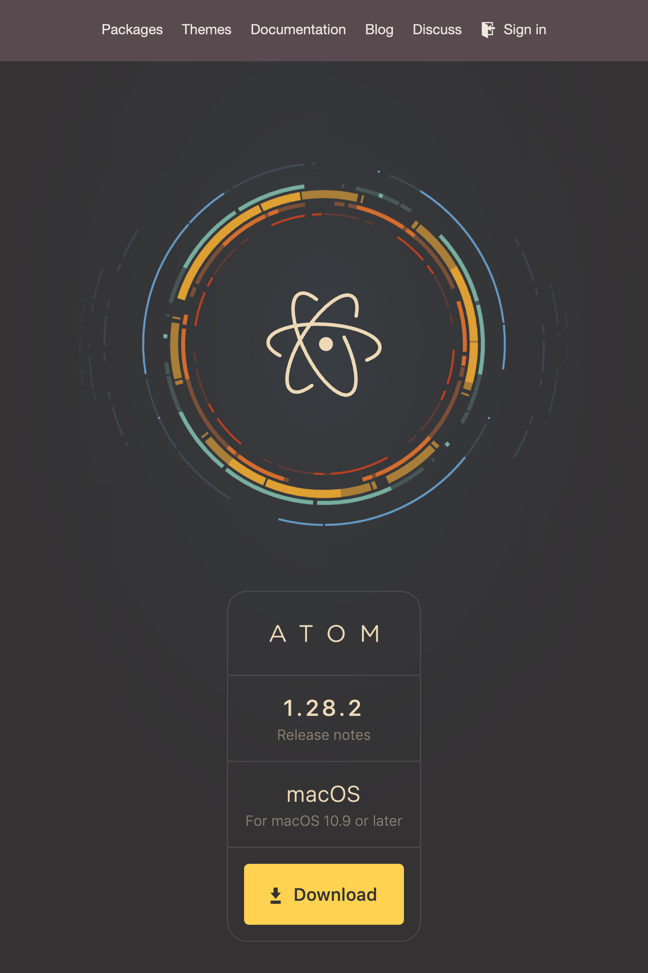 Packages Themes Documentation Blog Discuss Sign in
ATOM
1.28.2
Release notes
macOS
For macOS 10.9 or later
Download